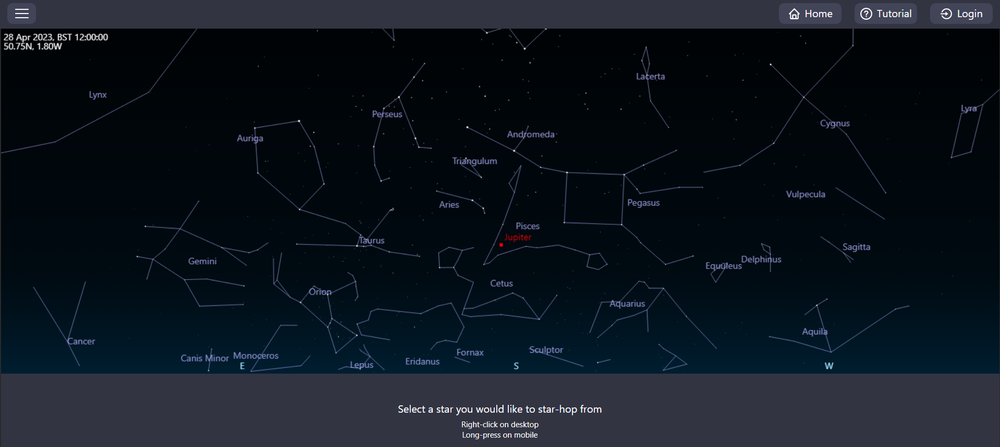 Home
Tutorial
Login
28 Apr 2023, BST 12:00:00
50.75N, 1.80W
Lynx
Lacerta
Perseus
Lyra
Cygnus
Auriga
Andromeda
Triangulum
Vulpecula
Aries
Pegasus
Pisces
Jupiter
Taurus
Sagitta
Gemini
Delphinus
Equuleus
Cetus
Orion
Aquarius
Aquila
Cancer
Sculptor
Fornax
Canis Minor
Monoceros
Eridanus
Lepus
E
S
W
Select a star you would like to star-hop from
Right-click on desktop
Long-press on mobile